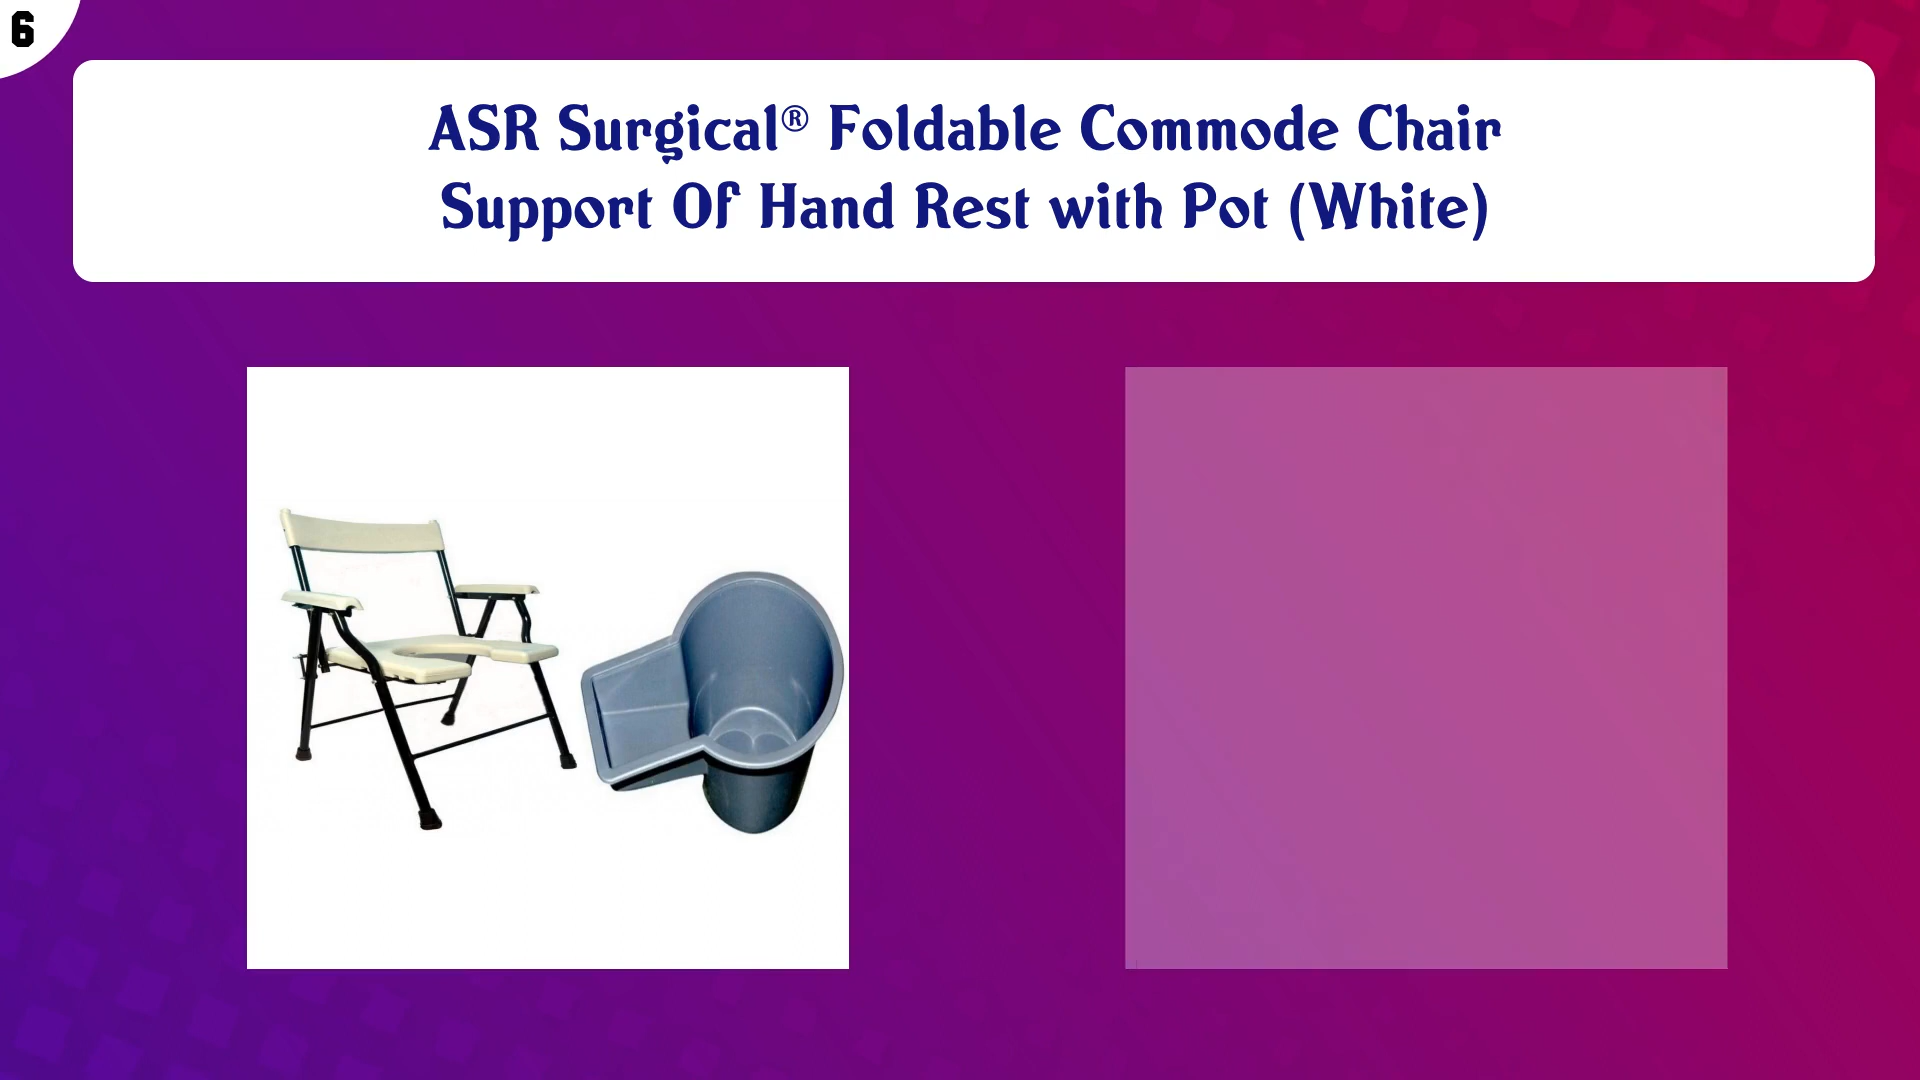 6
ASR Surgical® Foldable Commode Chair
Support Of Hand Rest with Pot (White)